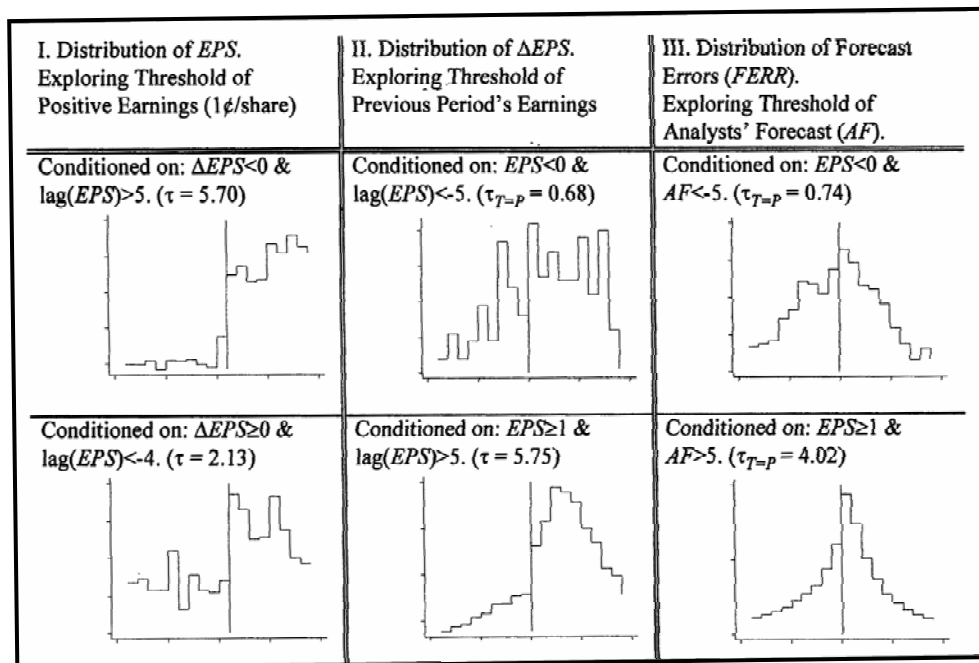 I. Distribution of EPS.
Exploring Threshold of
Positive Earnings (1¢/share)
II. Distribution of ΔEPS.
Exploring Threshold of
Previous Period's Earnings
III. Distribution of Forecast
Errors (FERR).
Exploring Threshold of
Analysts' Forecast (AF).
Conditioned on: ΔEPS<0 &
lag(EPS)>5. (τ = 5.70)
Conditioned on: EPS<0 &
lag(EPS)<-5. (τT=P = 0.68)
Conditioned on: EPS<0 &
AF<-5. (τT=P = 0.74)
Conditioned on: ΔEPS≥0 &
lag(EPS)<-4. (τ = 2.13)
Conditioned on: EPS≥1 &
lag(EPS)>5. (τ = 5.75)
Conditioned on: EPS≥1 &
AF>5. (τT=P = 4.02)